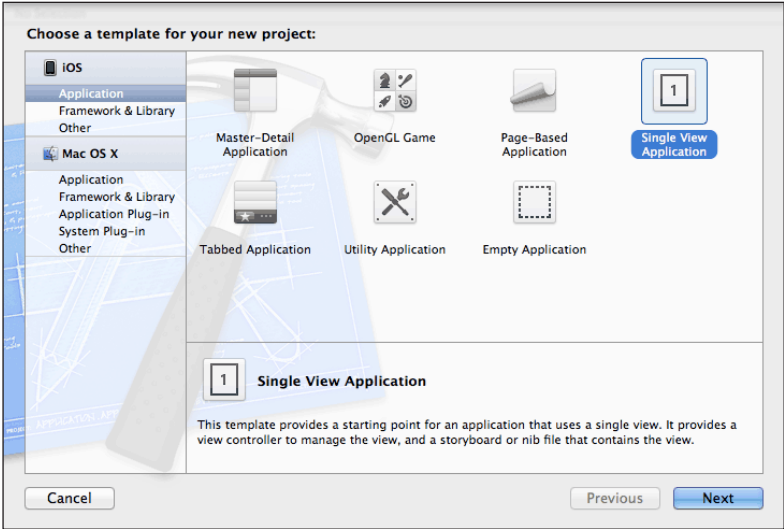 Choose a template for your new project:
iOS
Application
Framework & Library
Other
Mac OS X
Application
Framework & Library
Application Plug-in
System Plug-in
Other
Master-Detail
Application
OpenGL Game
Page-Based
Application
1
Single View
Application
Tabbed Application
Utility Application
Empty Application
1
Single View Application
This template provides a starting point for an application that uses a single view. It provides a
view controller to manage the view, and a storyboard or nib file that contains the view.
Cancel
Previous
Next